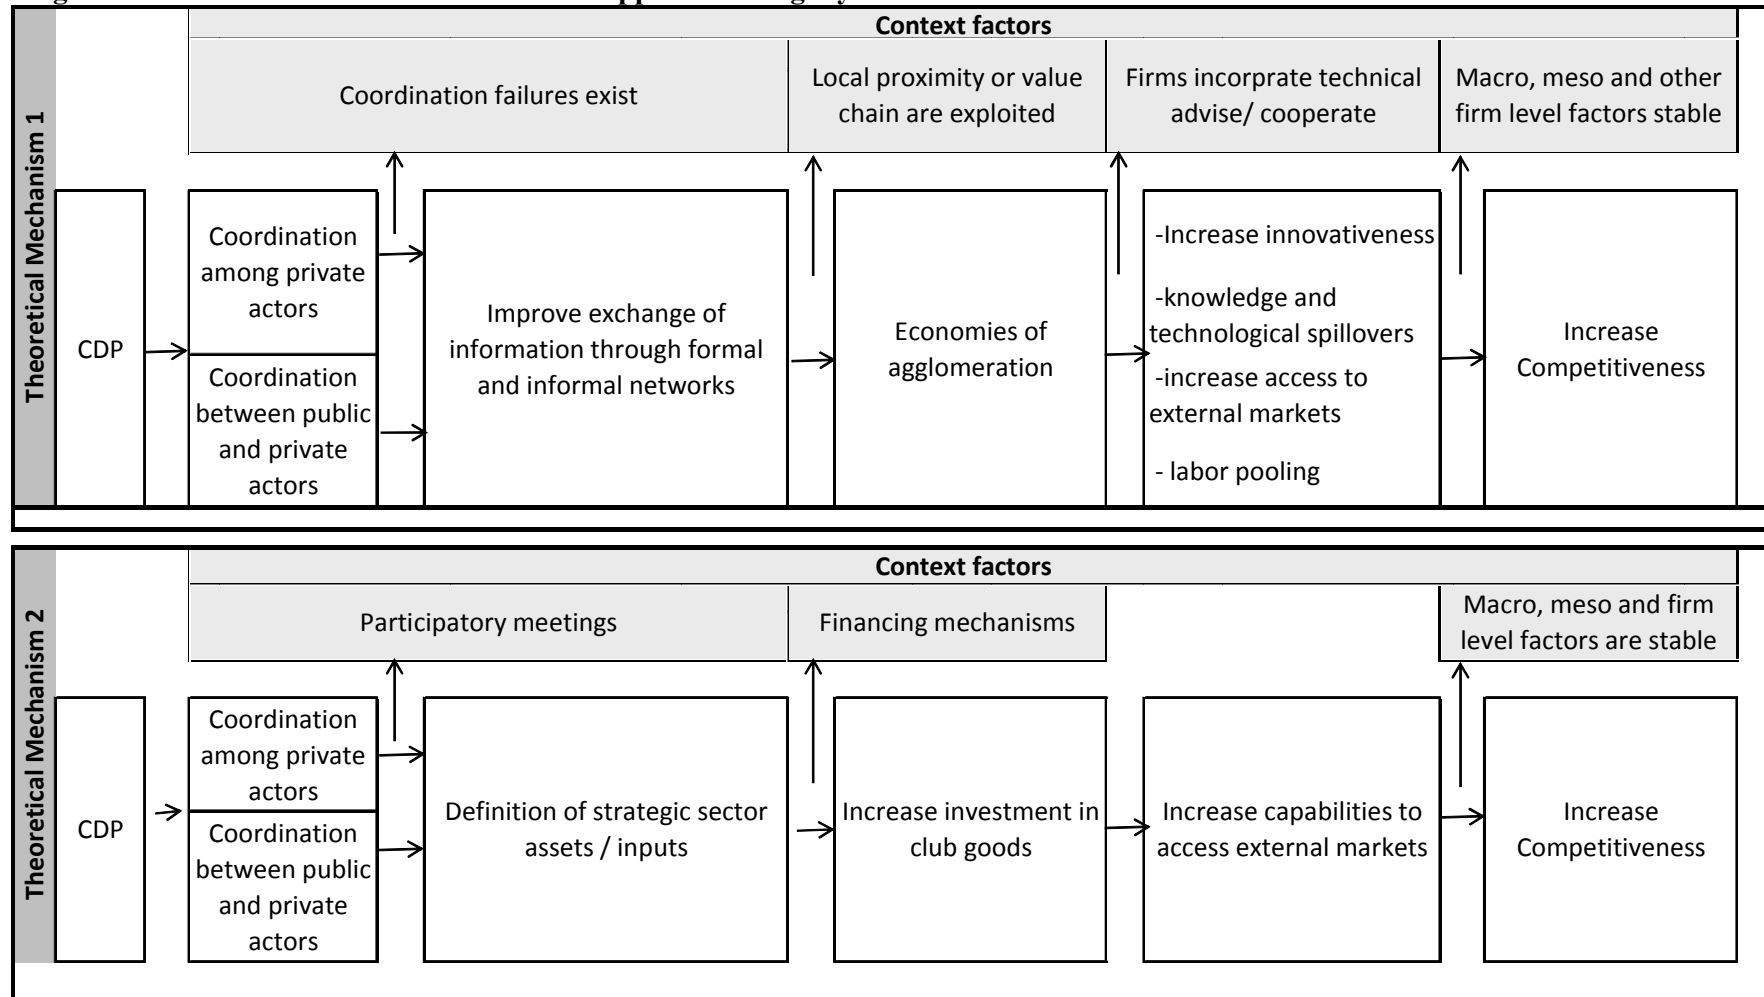 Theoretical Mechanism 1
Context factors
Coordination failures exist
Local proximity or value
chain are exploited
Firms incorprate technical
advise/ cooperate
Macro, meso and other
firm level factors stable
CDP
Coordination
among private
actors
Coordination
between public
and private
actors
Improve exchange of
information through formal
and informal networks
Economies of
agglomeration
-Increase innovativeness
-knowledge and
technological spillovers
-increase access to
external markets
- labor pooling
Increase
Competitiveness
Theoretical Mechanism 2
Context factors
Participatory meetings
Financing mechanisms
Macro, meso and firm
level factors are stable
CDP
Coordination
among private
actors
Coordination
between public
and private
actors
Definition of strategic sector
assets / inputs
Increase investment in
club goods
Increase capabilities to
access external markets
Increase
Competitiveness